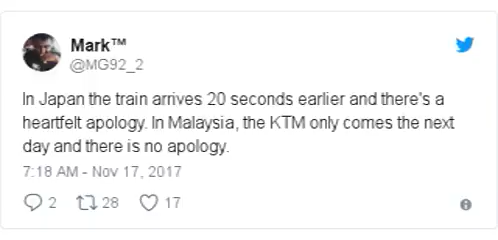 Mark™
@MG92_2
In Japan the train arrives 20 seconds earlier and there's a
heartfelt apology. In Malaysia, the KTM only comes the next
day and there is no apology.
7:18 AM - Nov 17, 2017
2 28 17